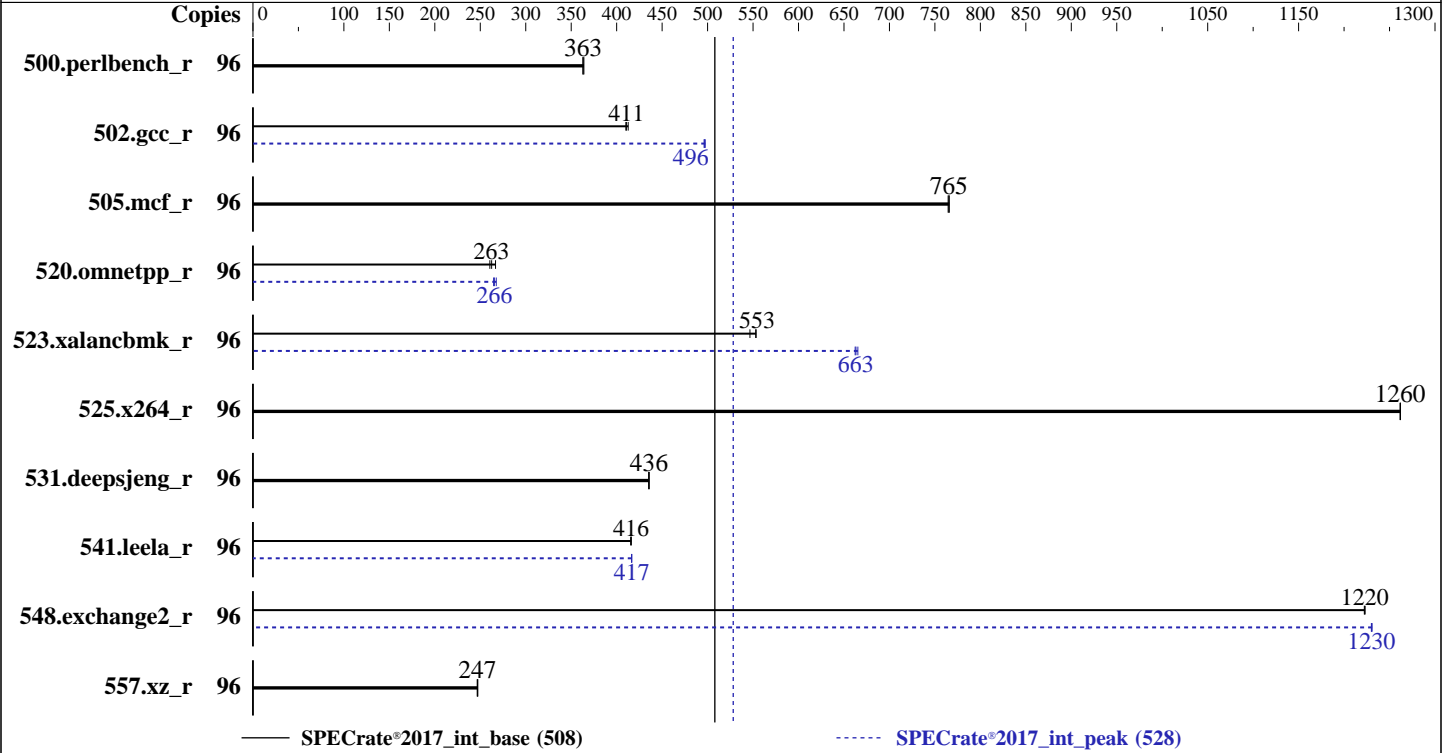 Copies 0 100 150 200 250 300 350 400 450 500 550 600 650 700 750 800 850 900 950 1050 1150 1300
363
500.perlbench_r 96
411
502.gcc_r 96
496
765
505.mcf_r 96
263
520.omnetpp_r 96
266
553
523.xalancbmk_r 96
663
1260
525.x264_r 96
436
531.deepsjeng_r 96
416
541.leela_r 96
417
1220
548.exchange2_r 96
1230
247
557.xz_r 96
SPECrate®2017_int_base (508) SPECrate®2017_int_peak (528)